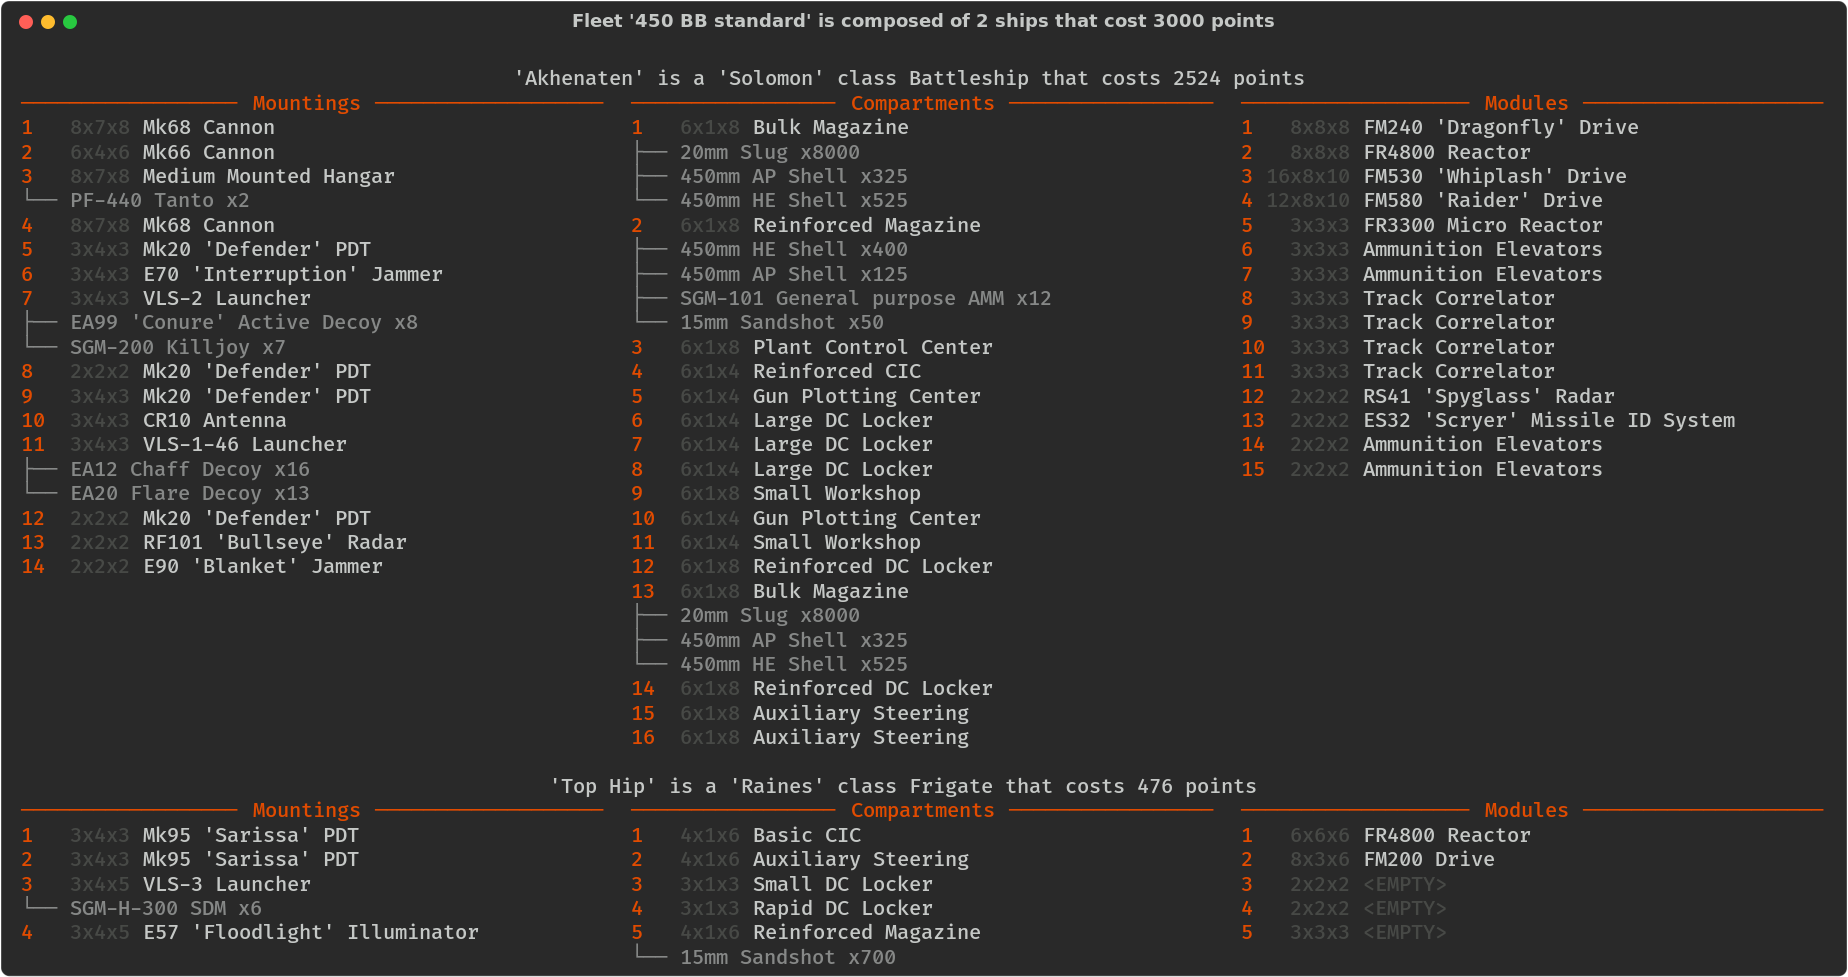 Fleet '450 BB standard' is composed of 2 ships that cost 3000 points
'Akhenaten' is a 'Solomon' class Battleship that costs 2524 points
Mountings
1 8x7x8 Mk68 Cannon
2 6x4x6 Mk66 Cannon
3 8x7x8 Medium Mounted Hangar
└── PF-440 Tanto x2
4 8x7x8 Mk68 Cannon
5 3x4x3 Mk20 'Defender' PDT
6 3x4x3 E70 'Interruption' Jammer
7 3x4x3 VLS-2 Launcher
├── EA99 'Conure' Active Decoy x8
└── SGM-200 Killjoy x7
8 2x2x2 Mk20 'Defender' PDT
9 3x4x3 Mk20 'Defender' PDT
10 3x4x3 CR10 Antenna
11 3x4x3 VLS-1-46 Launcher
├── EA12 Chaff Decoy x16
└── EA20 Flare Decoy x13
12 2x2x2 Mk20 'Defender' PDT
13 2x2x2 RF101 'Bullseye' Radar
14 2x2x2 E90 'Blanket' Jammer
Compartments
1 6x1x8 Bulk Magazine
├── 20mm Slug x8000
├── 450mm AP Shell x325
└── 450mm HE Shell x525
2 6x1x8 Reinforced Magazine
├── 450mm HE Shell x400
├── 450mm AP Shell x125
├── SGM-101 General purpose AMM x12
└── 15mm Sandshot x50
3 6x1x8 Plant Control Center
4 6x1x4 Reinforced CIC
5 6x1x4 Gun Plotting Center
6 6x1x4 Large DC Locker
7 6x1x4 Large DC Locker
8 6x1x4 Large DC Locker
9 6x1x8 Small Workshop
10 6x1x4 Gun Plotting Center
11 6x1x4 Small Workshop
12 6x1x8 Reinforced DC Locker
13 6x1x8 Bulk Magazine
├── 20mm Slug x8000
├── 450mm AP Shell x325
└── 450mm HE Shell x525
14 6x1x8 Reinforced DC Locker
15 6x1x8 Auxiliary Steering
16 6x1x8 Auxiliary Steering
Modules
1 8x8x8 FM240 'Dragonfly' Drive
2 8x8x8 FR4800 Reactor
3 16x8x10 FM530 'Whiplash' Drive
4 12x8x10 FM580 'Raider' Drive
5 3x3x3 FR3300 Micro Reactor
6 3x3x3 Ammunition Elevators
7 3x3x3 Ammunition Elevators
8 3x3x3 Track Correlator
9 3x3x3 Track Correlator
10 3x3x3 Track Correlator
11 3x3x3 Track Correlator
12 2x2x2 RS41 'Spyglass' Radar
13 2x2x2 ES32 'Scryer' Missile ID System
14 2x2x2 Ammunition Elevators
15 2x2x2 Ammunition Elevators
'Top Hip' is a 'Raines' class Frigate that costs 476 points
Mountings
1 3x4x3 Mk95 'Sarissa' PDT
2 3x4x3 Mk95 'Sarissa' PDT
3 3x4x5 VLS-3 Launcher
└── SGM-H-300 SDM x6
4 3x4x5 E57 'Floodlight' Illuminator
Compartments
1 4x1x6 Basic CIC
2 4x1x6 Auxiliary Steering
3 3x1x3 Small DC Locker
4 3x1x3 Rapid DC Locker
5 4x1x6 Reinforced Magazine
└── 15mm Sandshot x700
Modules
1 6x6x6 FR4800 Reactor
2 8x3x6 FM200 Drive
3 2x2x2 <EMPTY>
4 2x2x2 <EMPTY>
5 3x3x3 <EMPTY>